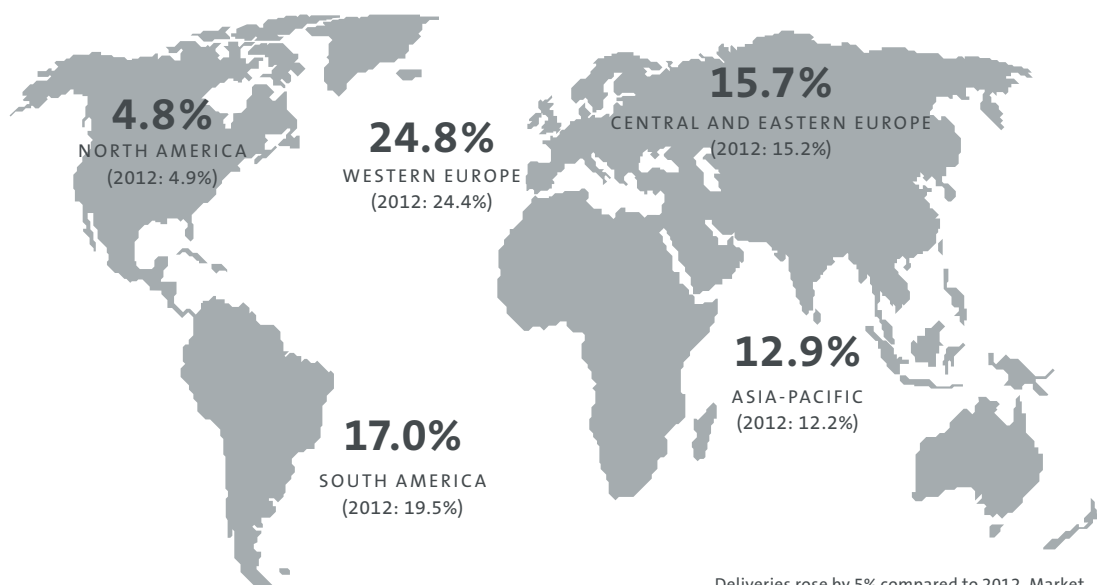 4.8%
NORTH AMERICA
(2012: 4.9%)
24.8%
WESTERN EUROPE
(2012: 24.4%)
15.7%
CENTRAL AND EASTERN EUROPE
(2012: 15.2%)
12.9%
ASIA-PACIFIC
(2012: 12.2%)
17.0%
SOUTH AMERICA
(2012: 19.5%)
Deliveries rose by 5% compared to 2012. Market